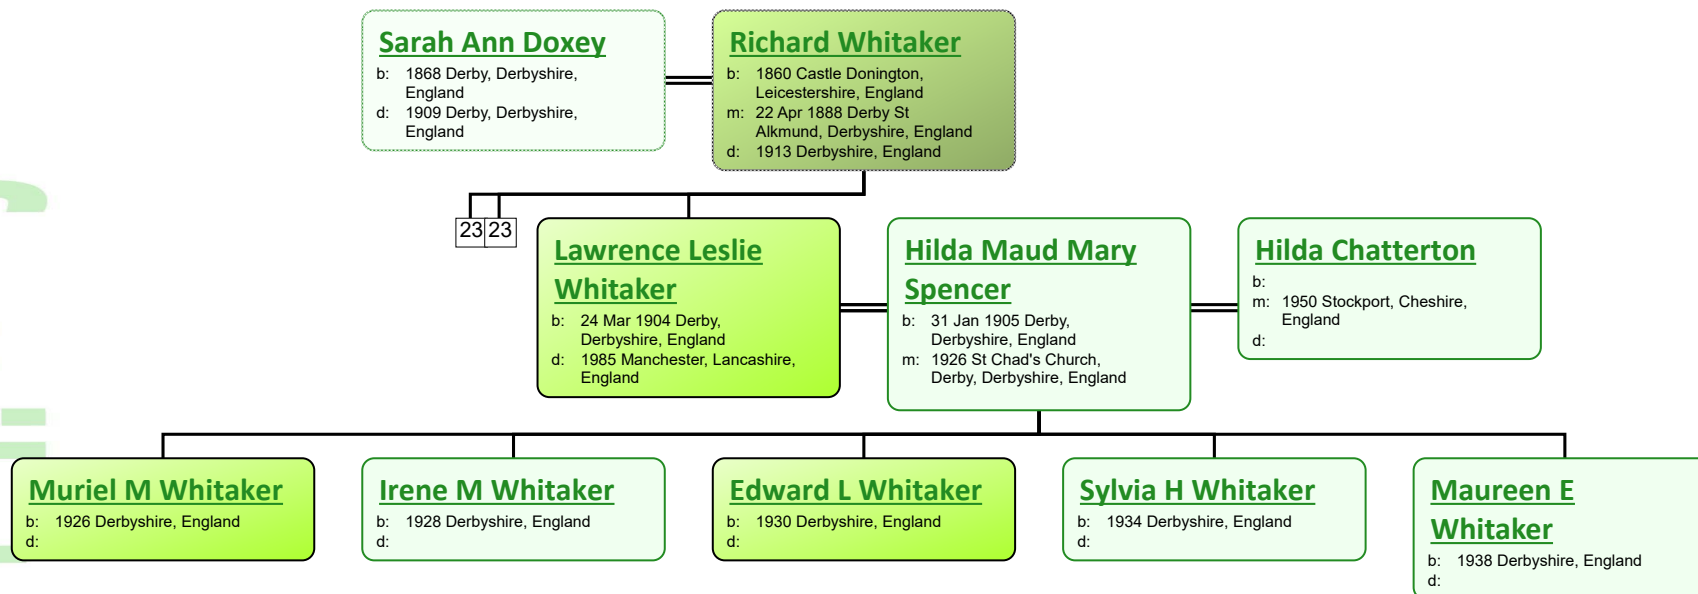 Sarah Ann Doxey
b: 1868 Derby, Derbyshire,
England
d: 1909 Derby, Derbyshire,
England
Richard Whitaker
b: 1860 Castle Donington,
Leicestershire, England
m: 22 Apr 1888 Derby St
Alkmund, Derbyshire, England
d: 1913 Derbyshire, England
23 23
Lawrence Leslie
Whitaker
b: 24 Mar 1904 Derby,
Derbyshire, England
d: 1985 Manchester, Lancashire,
England
Hilda Maud Mary
Spencer
b: 31 Jan 1905 Derby,
Derbyshire, England
m: 1926 St Chad's Church,
Derby, Derbyshire, England
Hilda Chatterton
b:
m: 1950 Stockport, Cheshire,
England
d:
Muriel M Whitaker
b: 1926 Derbyshire, England
d:
Irene M Whitaker
b: 1928 Derbyshire, England
d:
Edward L Whitaker
b: 1930 Derbyshire, England
d:
Sylvia H Whitaker
b: 1934 Derbyshire, England
d:
Maureen E
Whitaker
b: 1938 Derbyshire, England
d: